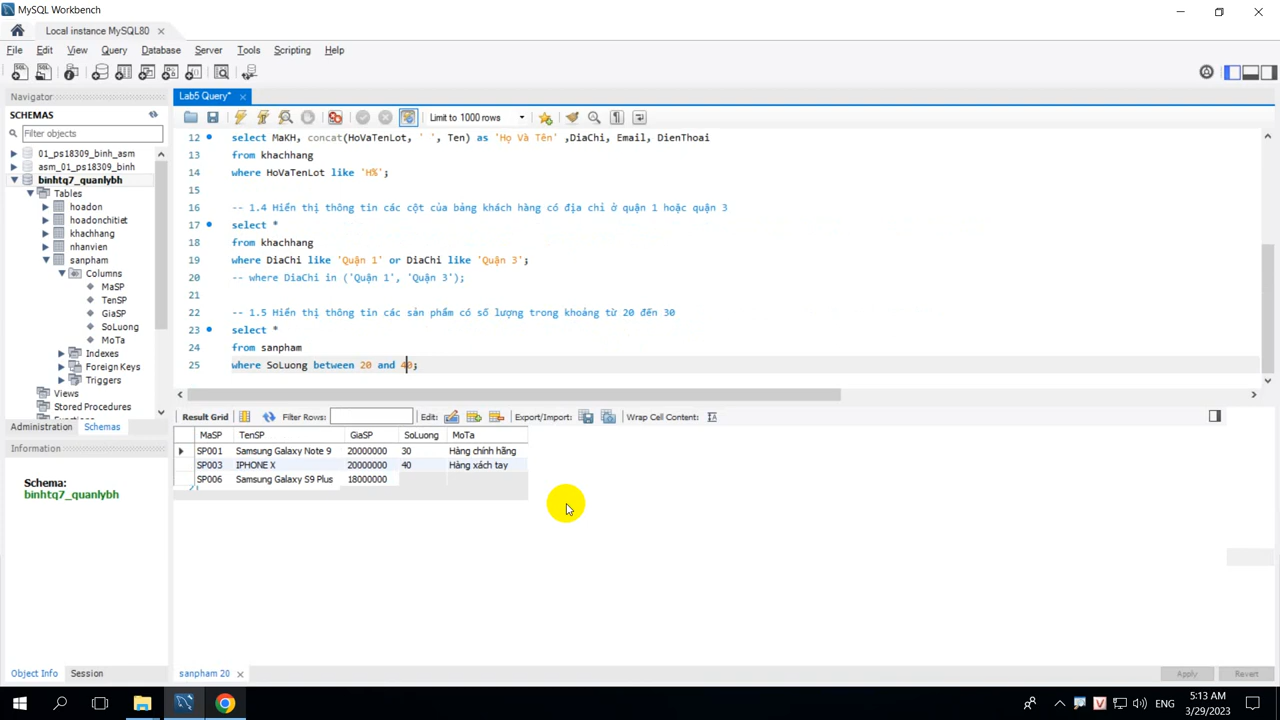 MySQL Workbench
Local instance MySQL80
File Edit View Query Database Server Tools Scripting Help
Navigator
SCHEMAS
Filter objects
01_ps18309_binh_asm
asm_01_ps18309_binh
binhtq7_quanlybh
Tables
hoadon
hoadonchitiet
khachhang
nhanvien
sanpham
Columns
MaSP
TenSP
GiaSP
SoLuong
MoTa
Indexes
Foreign Keys
Triggers
Views
Stored Procedures
Administration Schemas
Information
Schema:
binhtq7_quanlybh
Object Info Session
Lab5 Query*
Limit to 1000 rows
12 select MaKH, concat(HoVaTenLot, ' ', Ten) as 'Họ Và Tên' ,DiaChi, Email, DienThoai
13 from khachhang
14 where HoVaTenLot like 'H%';
15
16 -- 1.4 Hiển thị thông tin các cột của bảng khách hàng có địa chỉ ở quận 1 hoặc quận 3
17 select *
18 from khachhang
19 where DiaChi like 'Quận 1' or DiaChi like 'Quận 3';
20 -- where DiaChi in ('Quận 1', 'Quận 3');
21
22 -- 1.5 Hiển thị thông tin các sản phẩm có số lượng trong khoảng từ 20 đến 30
23 select *
24 from sanpham
25 where SoLuong between 20 and 40;
Result Grid Filter Rows: Edit: Export/Import: Wrap Cell Content:
MaSP TenSP GiaSP SoLuong MoTa
SP001 Samsung Galaxy Note 9 20000000 30 Hàng chính hãng
SP003 IPHONE X 20000000 40 Hàng xách tay
SP006 Samsung Galaxy S9 Plus 18000000
sanpham 20
Apply Revert
ENG
5:13 AM
3/29/2023